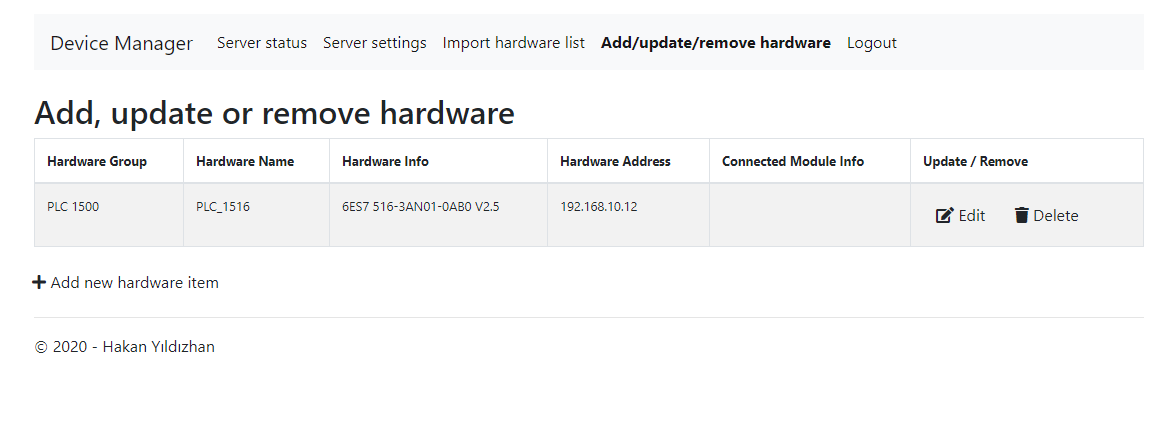 Device Manager Server status Server settings Import hardware list Add/update/remove hardware Logout
Add, update or remove hardware
Hardware Group Hardware Name Hardware Info Hardware Address Connected Module Info Update / Remove
PLC 1500 PLC_1516 6ES7 516-3AN01-0AB0 V2.5 192.168.10.12 Edit Delete
Add new hardware item
© 2020 - Hakan Yıldızhan